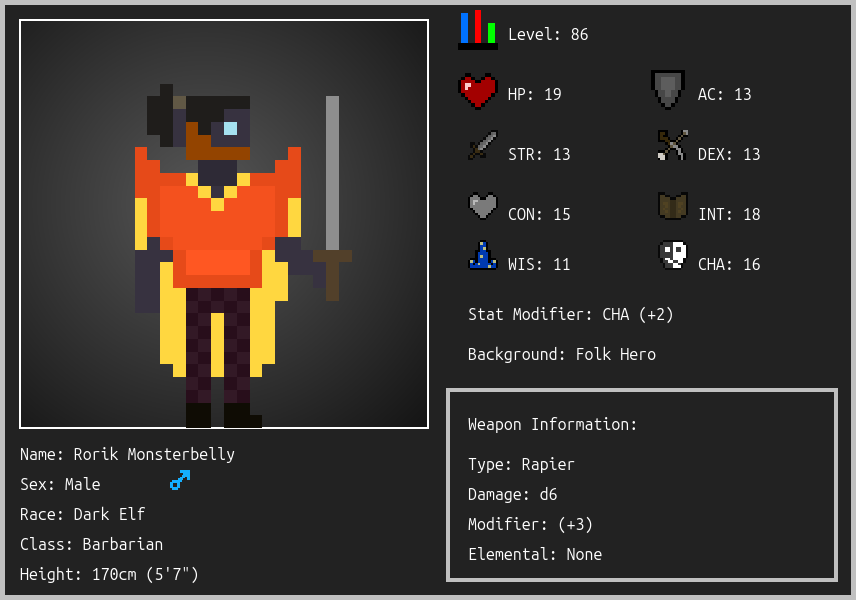 Level: 86
HP: 19
AC: 13
STR: 13
DEX: 13
CON: 15
INT: 18
WIS: 11
CHA: 16
Stat Modifier: CHA (+2)
Background: Folk Hero
Weapon Information:
Type: Rapier
Damage: d6
Modifier: (+3)
Elemental: None
Name: Rorik Monsterbelly
Sex: Male
Race: Dark Elf
Class: Barbarian
Height: 170cm (5'7")